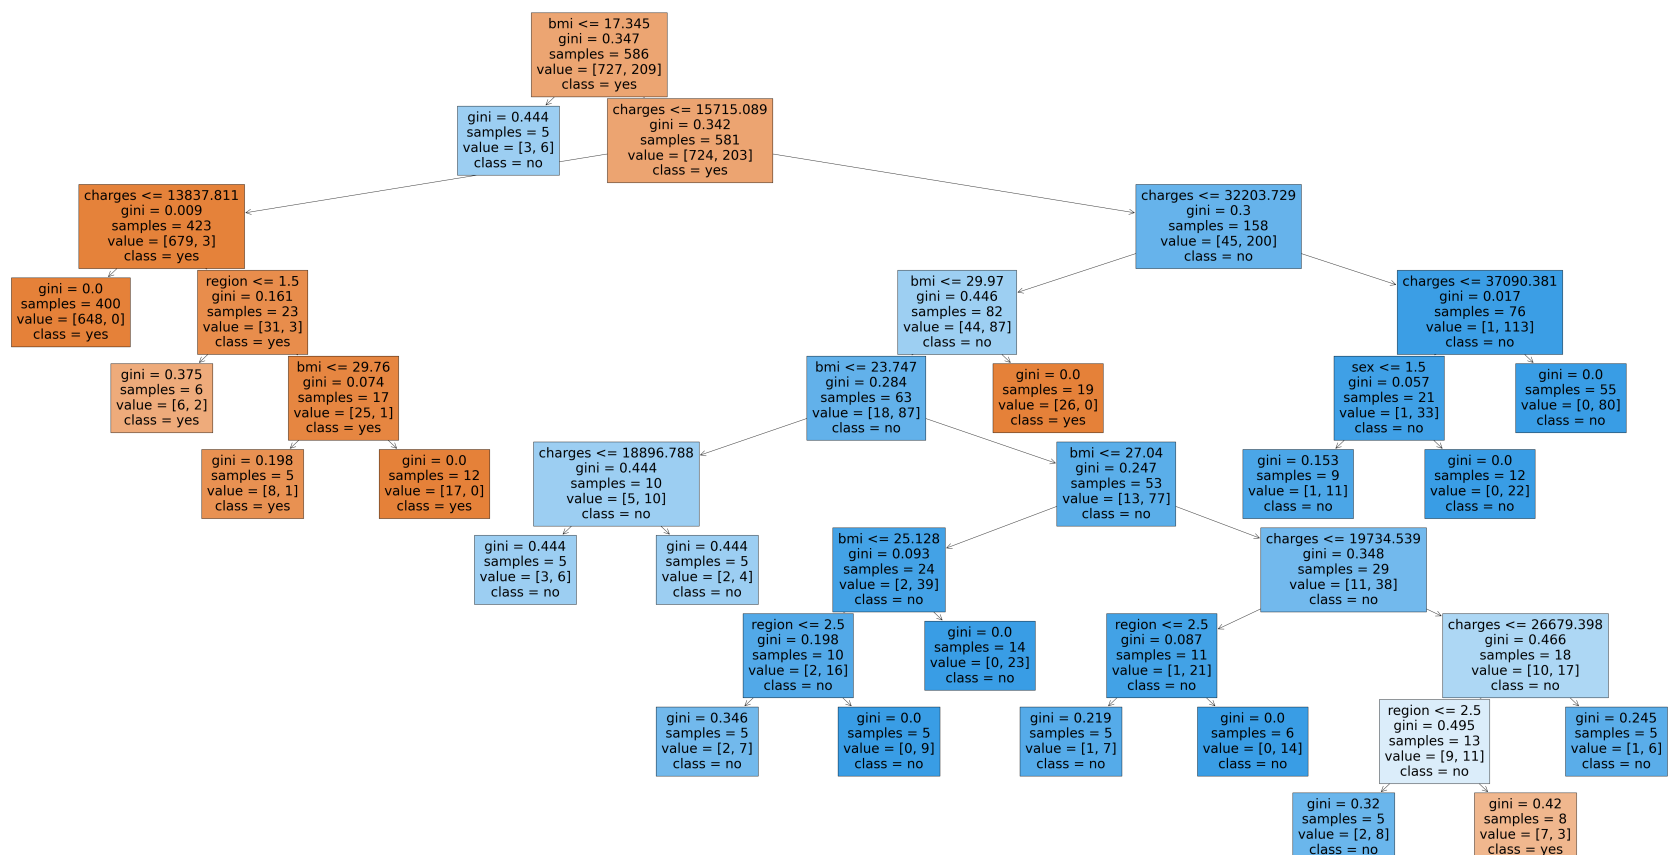 bmi <= 17.345
gini = 0.347
samples = 586
value = [727, 209]
class = yes
gini = 0.444
samples = 5
value = [3, 6]
class = no
charges <= 15715.089
gini = 0.342
samples = 581
value = [724, 203]
class = yes
charges <= 13837.811
gini = 0.009
samples = 423
value = [679, 3]
class = yes
charges <= 32203.729
gini = 0.3
samples = 158
value = [45, 200]
class = no
gini = 0.0
samples = 400
value = [648, 0]
class = yes
region <= 1.5
gini = 0.161
samples = 23
value = [31, 3]
class = yes
bmi <= 29.97
gini = 0.446
samples = 82
value = [44, 87]
class = no
charges <= 37090.381
gini = 0.017
samples = 76
value = [1, 113]
class = no
gini = 0.375
samples = 6
value = [6, 2]
class = yes
bmi <= 29.76
gini = 0.074
samples = 17
value = [25, 1]
class = yes
bmi <= 23.747
gini = 0.284
samples = 63
value = [18, 87]
class = no
gini = 0.0
samples = 19
value = [26, 0]
class = yes
sex <= 1.5
gini = 0.057
samples = 21
value = [1, 33]
class = no
gini = 0.0
samples = 55
value = [0, 80]
class = no
gini = 0.198
samples = 5
value = [8, 1]
class = yes
gini = 0.0
samples = 12
value = [17, 0]
class = yes
charges <= 18896.788
gini = 0.444
samples = 10
value = [5, 10]
class = no
bmi <= 27.04
gini = 0.247
samples = 53
value = [13, 77]
class = no
gini = 0.153
samples = 9
value = [1, 11]
class = no
gini = 0.0
samples = 12
value = [0, 22]
class = no
gini = 0.444
samples = 5
value = [3, 6]
class = no
gini = 0.444
samples = 5
value = [2, 4]
class = no
bmi <= 25.128
gini = 0.093
samples = 24
value = [2, 39]
class = no
charges <= 19734.539
gini = 0.348
samples = 29
value = [11, 38]
class = no
region <= 2.5
gini = 0.198
samples = 10
value = [2, 16]
class = no
gini = 0.0
samples = 14
value = [0, 23]
class = no
region <= 2.5
gini = 0.087
samples = 11
value = [1, 21]
class = no
charges <= 26679.398
gini = 0.466
samples = 18
value = [10, 17]
class = no
gini = 0.346
samples = 5
value = [2, 7]
class = no
gini = 0.0
samples = 5
value = [0, 9]
class = no
gini = 0.219
samples = 5
value = [1, 7]
class = no
gini = 0.0
samples = 6
value = [0, 14]
class = no
region <= 2.5
gini = 0.495
samples = 13
value = [9, 11]
class = no
gini = 0.245
samples = 5
value = [1, 6]
class = no
gini = 0.32
samples = 5
value = [2, 8]
class = no
gini = 0.42
samples = 8
value = [7, 3]
class = yes